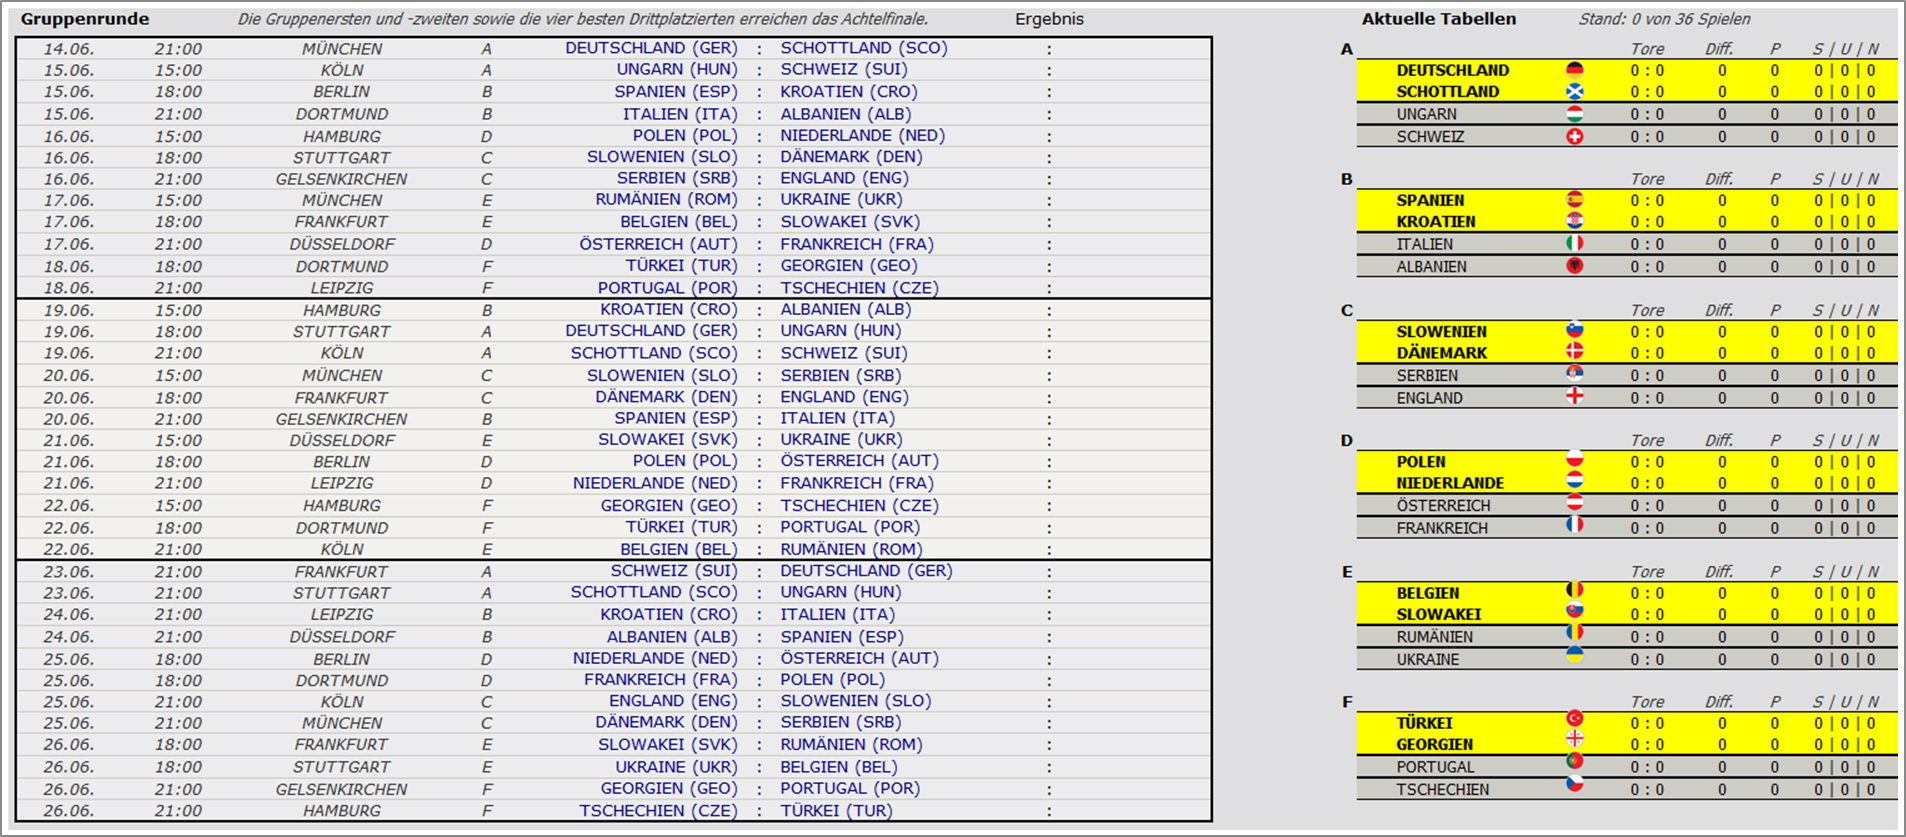 Gruppenrunde Die Gruppenersten und -zweiten sowie die vier besten Drittplatzierten erreichen das Achtelfinale. Ergebnis
14.06. 21:00 MÜNCHEN A DEUTSCHLAND (GER) : SCHOTTLAND (SCO) :
15.06. 15:00 KÖLN A UNGARN (HUN) : SCHWEIZ (SUI) :
15.06. 18:00 BERLIN B SPANIEN (ESP) : KROATIEN (CRO) :
15.06. 21:00 DORTMUND B ITALIEN (ITA) : ALBANIEN (ALB) :
16.06. 15:00 HAMBURG D POLEN (POL) : NIEDERLANDE (NED) :
16.06. 18:00 STUTTGART C SLOWENIEN (SLO) : DÄNEMARK (DEN) :
16.06. 21:00 GELSENKIRCHEN C SERBIEN (SRB) : ENGLAND (ENG) :
17.06. 15:00 MÜNCHEN E RUMÄNIEN (ROM) : UKRAINE (UKR) :
17.06. 18:00 FRANKFURT E BELGIEN (BEL) : SLOWAKEI (SVK) :
17.06. 21:00 DÜSSELDORF D ÖSTERREICH (AUT) : FRANKREICH (FRA) :
18.06. 18:00 DORTMUND F TÜRKEI (TUR) : GEORGIEN (GEO) :
18.06. 21:00 LEIPZIG F PORTUGAL (POR) : TSCHECHIEN (CZE) :
19.06. 15:00 HAMBURG B KROATIEN (CRO) : ALBANIEN (ALB) :
19.06. 18:00 STUTTGART A DEUTSCHLAND (GER) : UNGARN (HUN) :
19.06. 21:00 KÖLN A SCHOTTLAND (SCO) : SCHWEIZ (SUI) :
20.06. 15:00 MÜNCHEN C SLOWENIEN (SLO) : SERBIEN (SRB) :
20.06. 18:00 FRANKFURT C DÄNEMARK (DEN) : ENGLAND (ENG) :
20.06. 21:00 GELSENKIRCHEN B SPANIEN (ESP) : ITALIEN (ITA) :
21.06. 15:00 DÜSSELDORF E SLOWAKEI (SVK) : UKRAINE (UKR) :
21.06. 18:00 BERLIN D POLEN (POL) : ÖSTERREICH (AUT) :
21.06. 21:00 LEIPZIG D NIEDERLANDE (NED) : FRANKREICH (FRA) :
22.06. 15:00 HAMBURG F GEORGIEN (GEO) : TSCHECHIEN (CZE) :
22.06. 18:00 DORTMUND F TÜRKEI (TUR) : PORTUGAL (POR) :
22.06. 21:00 KÖLN E BELGIEN (BEL) : RUMÄNIEN (ROM) :
23.06. 21:00 FRANKFURT A SCHWEIZ (SUI) : DEUTSCHLAND (GER) :
23.06. 21:00 STUTTGART A SCHOTTLAND (SCO) : UNGARN (HUN) :
24.06. 21:00 LEIPZIG B KROATIEN (CRO) : ITALIEN (ITA) :
24.06. 21:00 DÜSSELDORF B ALBANIEN (ALB) : SPANIEN (ESP) :
25.06. 18:00 BERLIN D NIEDERLANDE (NED) : ÖSTERREICH (AUT) :
25.06. 18:00 DORTMUND D FRANKREICH (FRA) : POLEN (POL) :
25.06. 21:00 KÖLN C ENGLAND (ENG) : SLOWENIEN (SLO) :
25.06. 21:00 MÜNCHEN C DÄNEMARK (DEN) : SERBIEN (SRB) :
26.06. 18:00 FRANKFURT E SLOWAKEI (SVK) : RUMÄNIEN (ROM) :
26.06. 18:00 STUTTGART E UKRAINE (UKR) : BELGIEN (BEL) :
26.06. 21:00 GELSENKIRCHEN F GEORGIEN (GEO) : PORTUGAL (POR) :
26.06. 21:00 HAMBURG F TSCHECHIEN (CZE) : TÜRKEI (TUR) :
Aktuelle Tabellen Stand: 0 von 36 Spielen
A Tore Diff. P S | U | N
DEUTSCHLAND 0 : 0 0 0 0 | 0 | 0
SCHOTTLAND 0 : 0 0 0 0 | 0 | 0
UNGARN 0 : 0 0 0 0 | 0 | 0
SCHWEIZ 0 : 0 0 0 0 | 0 | 0
B Tore Diff. P S | U | N
SPANIEN 0 : 0 0 0 0 | 0 | 0
KROATIEN 0 : 0 0 0 0 | 0 | 0
ITALIEN 0 : 0 0 0 0 | 0 | 0
ALBANIEN 0 : 0 0 0 0 | 0 | 0
C Tore Diff. P S | U | N
SLOWENIEN 0 : 0 0 0 0 | 0 | 0
DÄNEMARK 0 : 0 0 0 0 | 0 | 0
SERBIEN 0 : 0 0 0 0 | 0 | 0
ENGLAND 0 : 0 0 0 0 | 0 | 0
D Tore Diff. P S | U | N
POLEN 0 : 0 0 0 0 | 0 | 0
NIEDERLANDE 0 : 0 0 0 0 | 0 | 0
ÖSTERREICH 0 : 0 0 0 0 | 0 | 0
FRANKREICH 0 : 0 0 0 0 | 0 | 0
E Tore Diff. P S | U | N
BELGIEN 0 : 0 0 0 0 | 0 | 0
SLOWAKEI 0 : 0 0 0 0 | 0 | 0
RUMÄNIEN 0 : 0 0 0 0 | 0 | 0
UKRAINE 0 : 0 0 0 0 | 0 | 0
F Tore Diff. P S | U | N
TÜRKEI 0 : 0 0 0 0 | 0 | 0
GEORGIEN 0 : 0 0 0 0 | 0 | 0
PORTUGAL 0 : 0 0 0 0 | 0 | 0
TSCHECHIEN 0 : 0 0 0 0 | 0 | 0